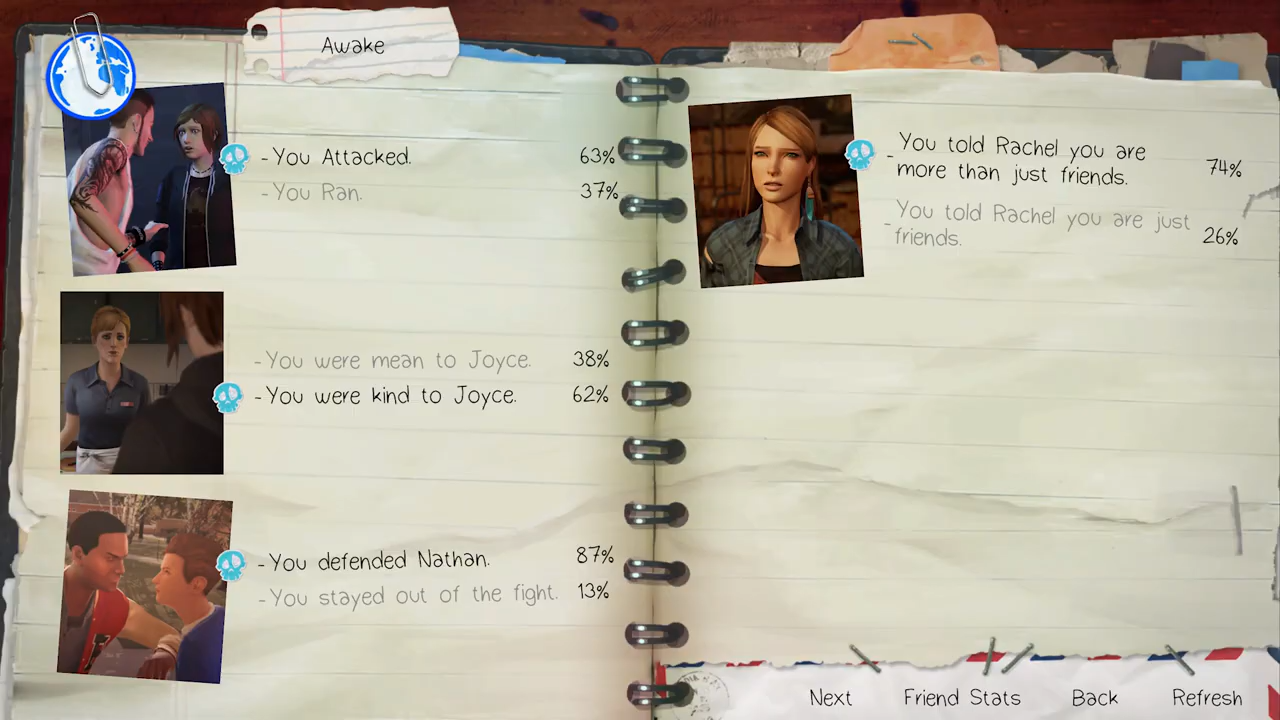 Awake
- You Attacked. 63%
- You Ran. 37%
- You were mean to Joyce. 38%
- You were kind to Joyce. 62%
- You defended Nathan. 87%
- You stayed out of the fight. 13%
- You told Rachel you are
more than just friends. 74%
- You told Rachel you are just
friends. 26%
Next Friend Stats Back Refresh